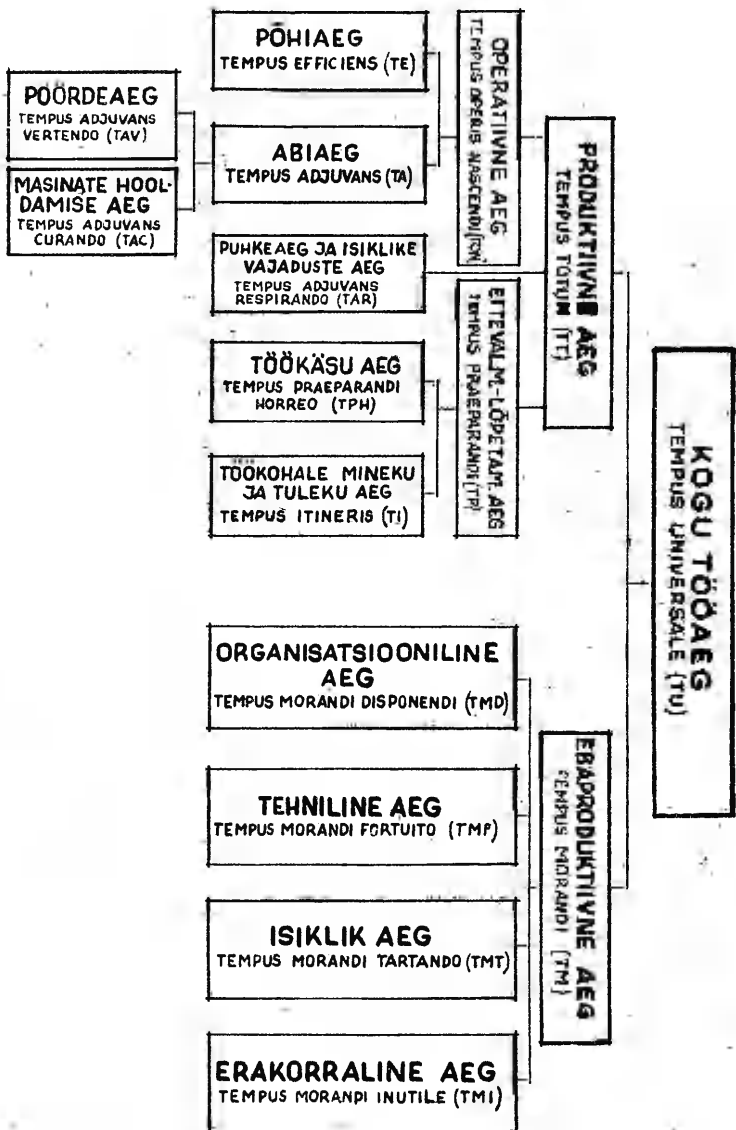 PÕHIAEG
TEMPUS EFFICIENS (TE)
PÖÖRDEAEG
TEMPUS ADJUVANS
VERTENDO (TAV)
ABIAEG
TEMPUS ADJUVANS (TA)
MASINATE HOOL-
DAMISE AEG
TEMPUS ADJUVANS
CURANDO (TAC)
PUHKEAEG JA ISIKLIKE
VAJADUSTE AEG
TEMPUS ADJUVANS
RESPIRANDO (TAR)
TÖÖKÄSU AEG
TEMPUS PRAEPARANDI
HORREO (TPH)
TÖÖKOHALE MINEKU
JA TULEKU AEG
TEMPUS ITINERIS (TI)
OPERATIIVNE AEG
TEMPUS OPERIS NASCENDI (TON)
ETTEVALM.-LÕPETAM. AEG
TEMPUS PRAEPARANDI (TP)
PRODUKTIIVNE AEG
TEMPUS TOTUM (TT)
KOGU TÖÖAEG
TEMPUS UNIVERSALE (TU)
ORGANISATSIOONILINE
AEG
TEMPUS MORANDI DISPONENDI (TMD)
TEHNILINE AEG
TEMPUS MORANDI FORTUITO (TMF)
ISIKLIK AEG
TEMPUS MORANDI TARTANDO (TMT)
ERAKORRALINE AEG
TEMPUS MORANDI INUTILE (TMI)
EBAPRODUKTIIVNE AEG
TEMPUS MORANDI (TM)